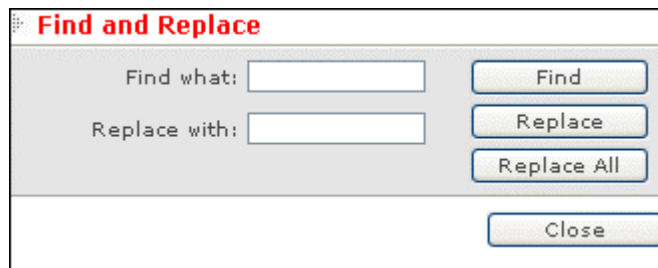 Find and Replace
Find what: Find
Replace with: Replace
Replace All
Close